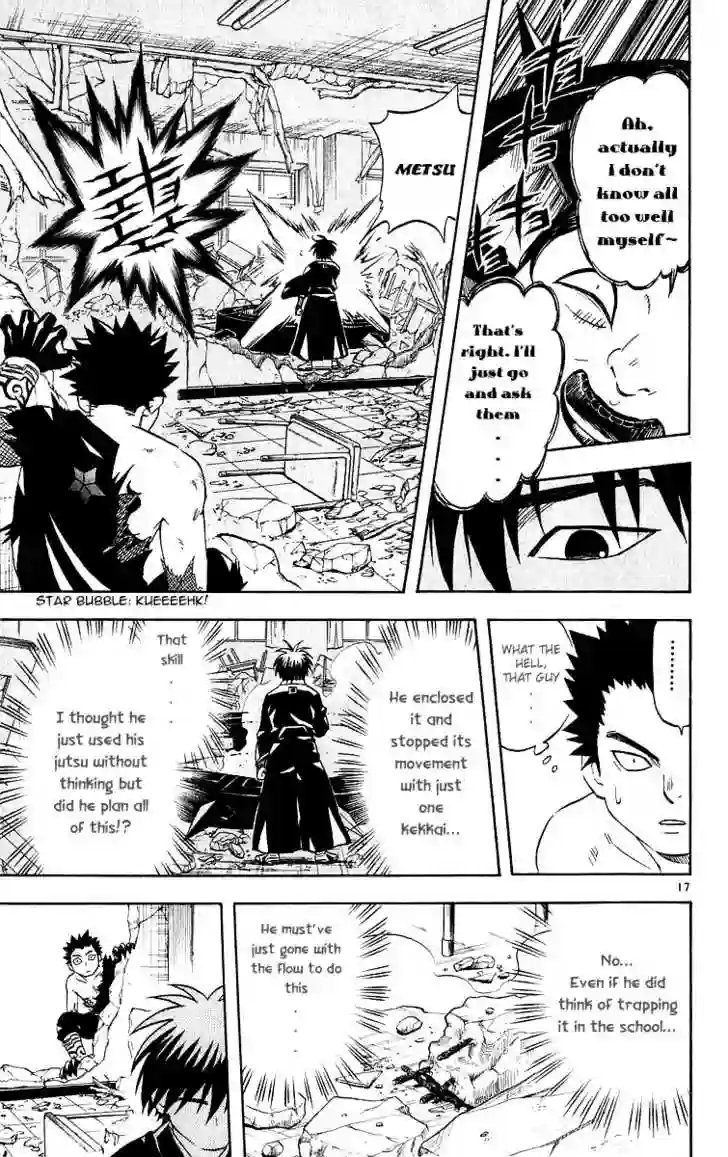 Ah,
actually
i don't
know all
too well
myself~
That's
right. I'll
just go
and ask
them
....
METSU
STAR BUBBLE: KUEEEEHK!
........
WHAT THE
HELL,
THAT GUY
....
He enclosed
it and
stopped its
movement
with just
one
kekkai...
That
skill
....
I thought he
just used his
jutsu without
thinking but
did he plan all
of this!?
17
No...
Even if he did
think of trapping
it in the school...
He must've
just gone with
the flow to do
this
....